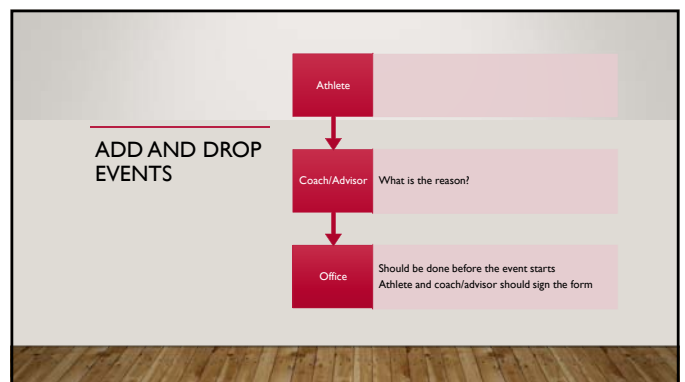 ADD AND DROP
EVENTS
Athlete
Coach/Advisor
What is the reason?
Office
Should be done before the event starts
Athlete and coach/advisor should sign the form